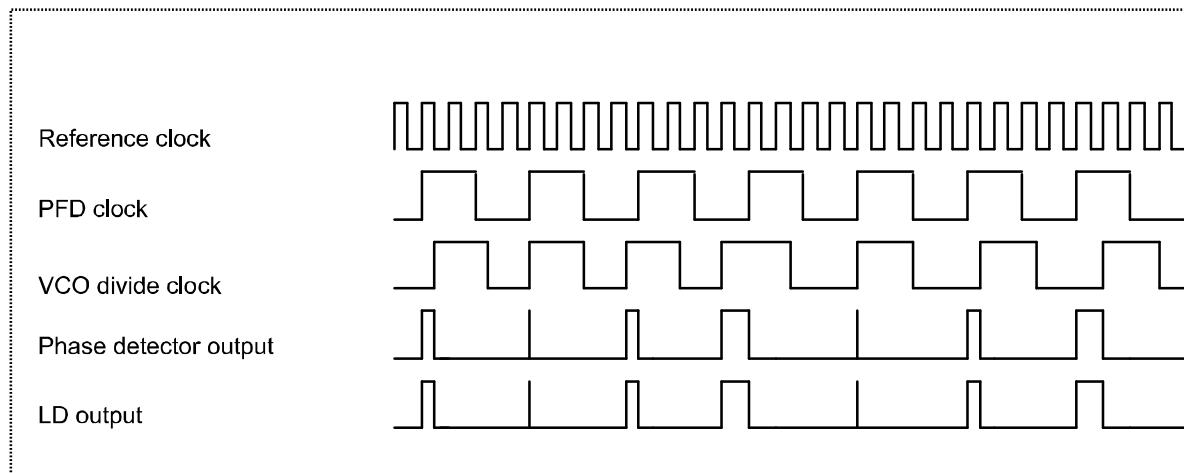 Reference clock
PFD clock
VCO divide clock
Phase detector output
LD output